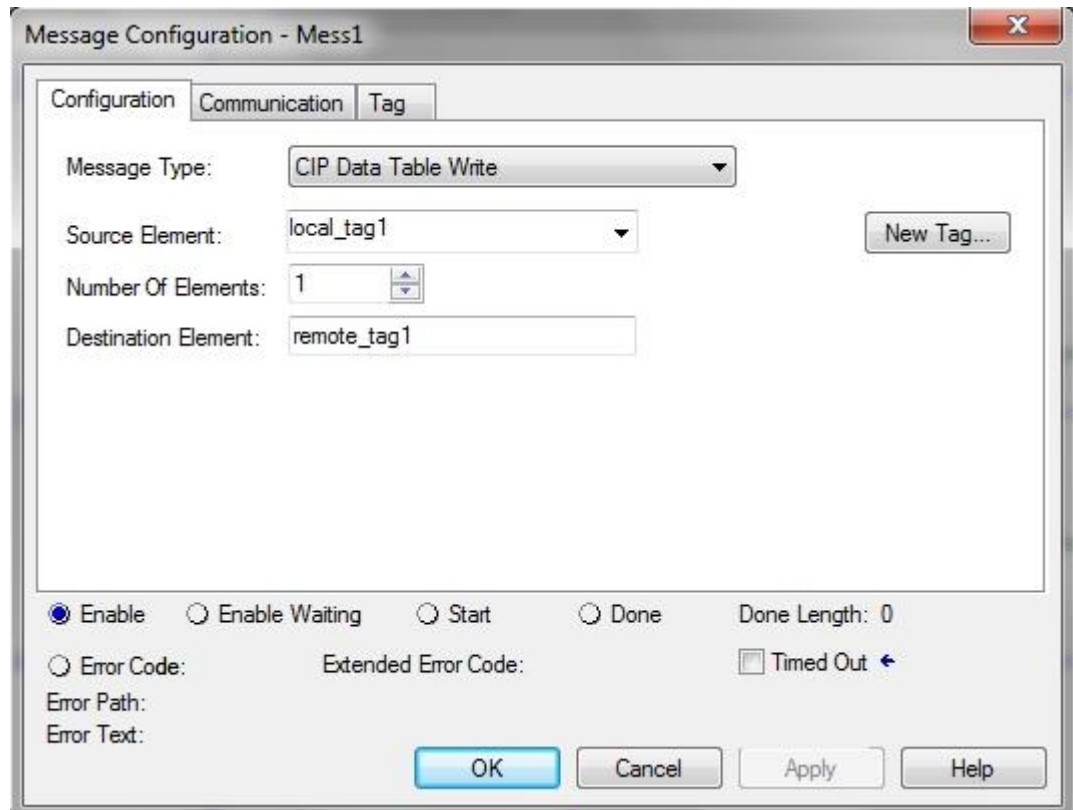 Message Configuration - Mess1
Configuration Communication Tag
Message Type: CIP Data Table Write
Source Element: local_tag1 New Tag...
Number Of Elements: 1
Destination Element: remote_tag1
Enable Enable Waiting Start Done Done Length: 0
Error Code: Extended Error Code: Timed Out
Error Path:
Error Text:
OK Cancel Apply Help